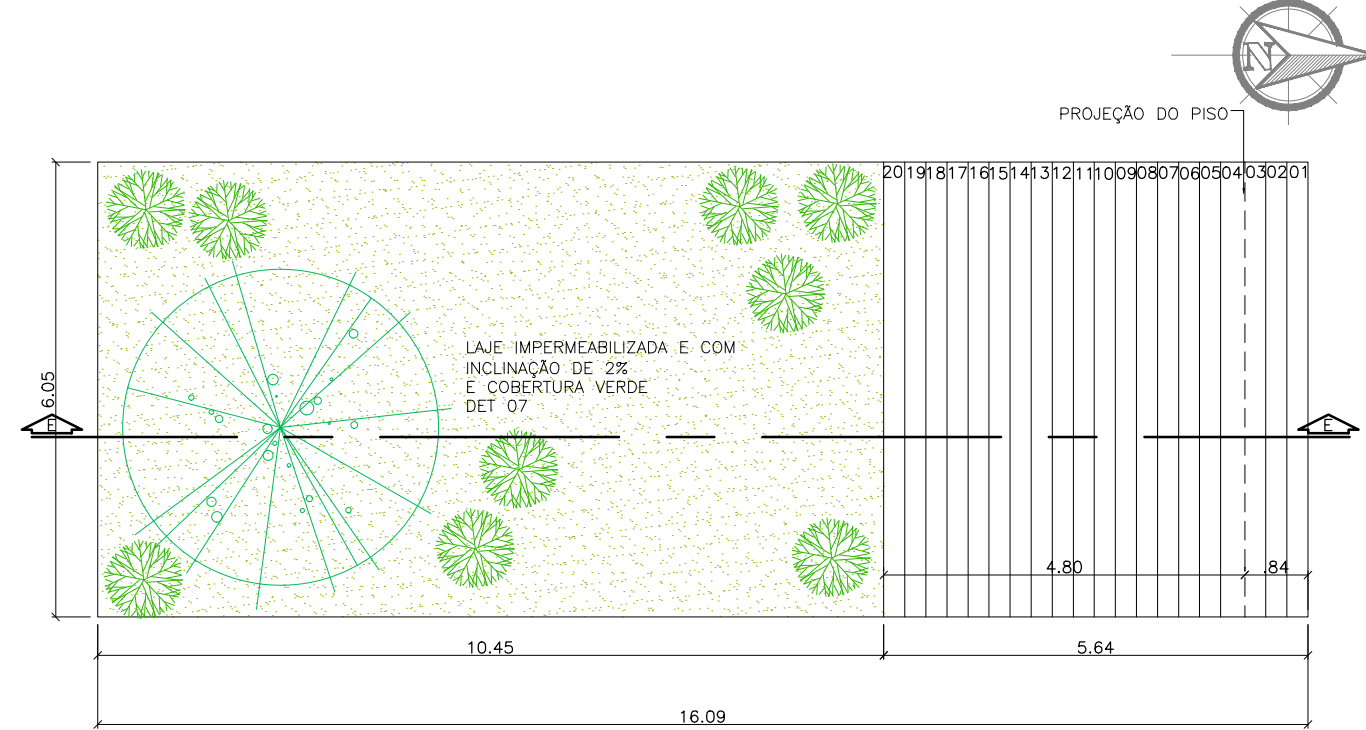 N
PROJEÇÃO DO PISO
20 19 18 17 16 15 14 13 12 11 10 09 08 07 06 05 04 03 02 01
LAJE IMPERMEABILIZADA E COM
INCLINAÇÃO DE 2%
E COBERTURA VERDE
DET 07
6.05
E
E
4.80
.84
10.45
5.64
16.09